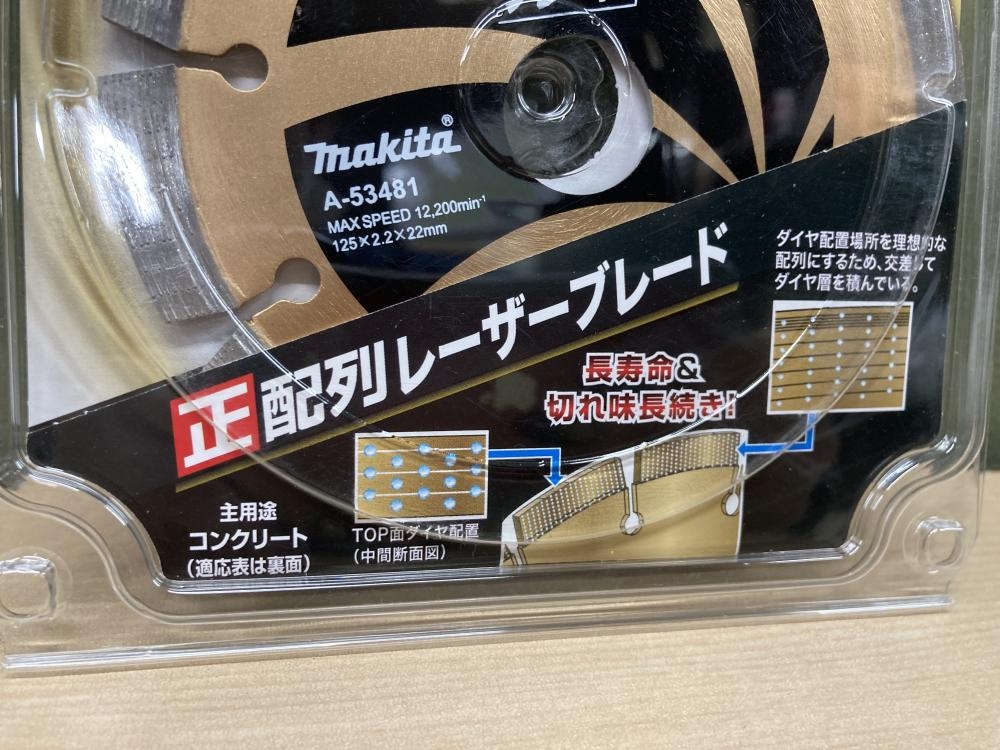 makita®
A-53481
MAX SPEED 12,200min⁻¹
125×2.2×22mm
正配列レーザーブレード
ダイヤ配置場所を理想的な
配列にするため、交差して
ダイヤ層を積んでいる。
長寿命&
切れ味長続き!
TOP面ダイヤ配置
(中間断面図)
主用途
コンクリート
(適応表は裏面)